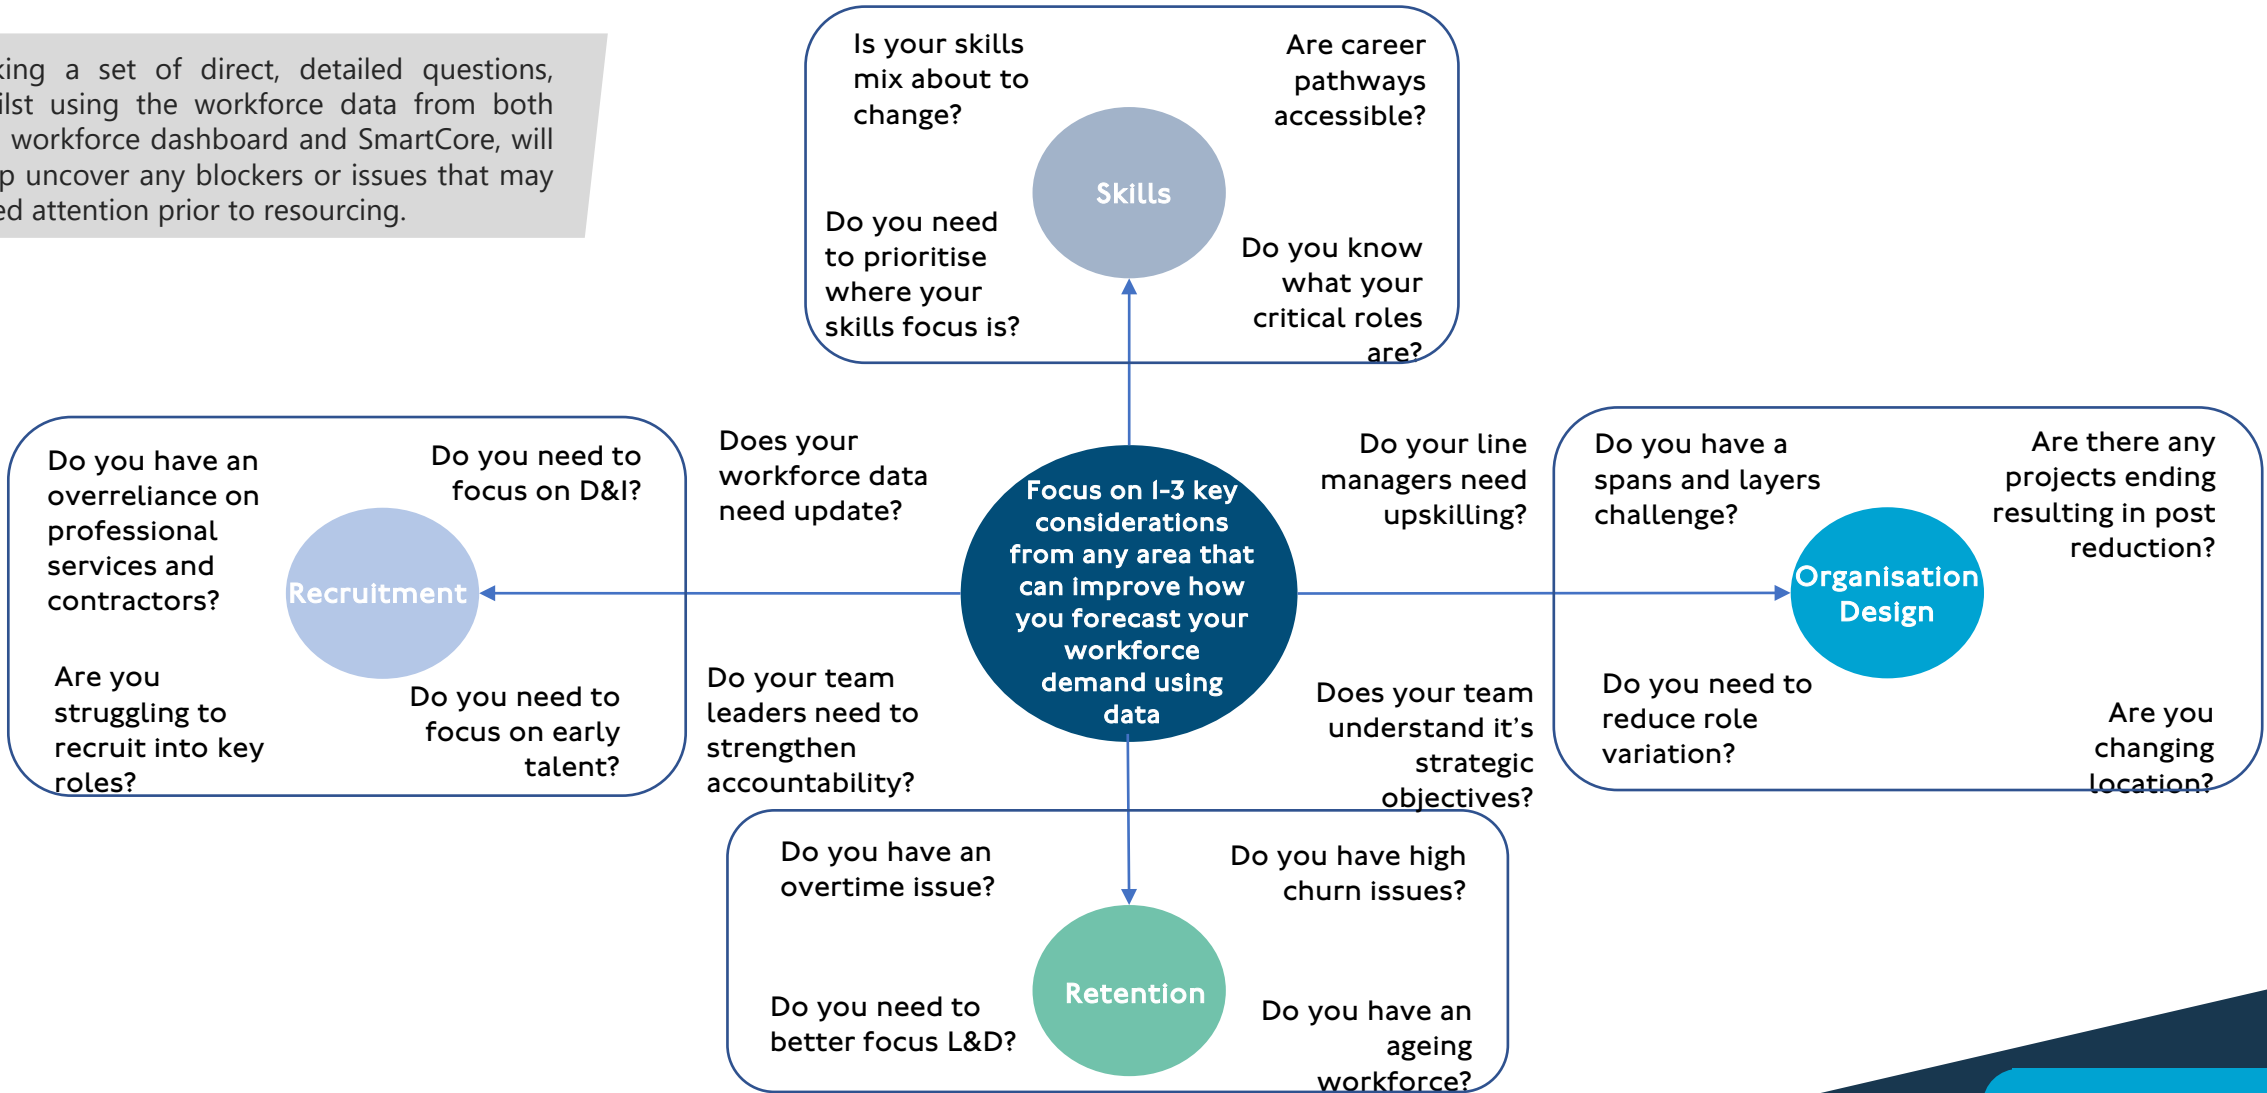 a set of direct, detailed questions,
using the workforce data from both
workforce dashboard and SmartCore, will
uncover any blockers or issues that may
attention prior to resourcing.
Is your skills
mix about to
change?
Are career
pathways
accessible?
Skills
Do you need
to prioritise
where your
skills focus is?
Do you know
what your
critical roles
are?
Do you have an
overreliance on
professional
services and
contractors?
Do you need to
focus on D&I?
Recruitment
Are you
struggling to
recruit into key
roles?
Do you need to
focus on early
talent?
Does your
workforce data
need update?
Do your team
leaders need to
strengthen
accountability?
Focus on 1-3 key
considerations
from any area that
can improve how
you forecast your
workforce
demand using
data
Do your line
managers need
upskilling?
Does your team
understand it's
strategic
objectives?
Do you have a
spans and layers
challenge?
Are there any
projects ending
resulting in post
reduction?
Organisation
Design
Do you need to
reduce role
variation?
Are you
changing
location?
Do you have an
overtime issue?
Do you have high
churn issues?
Retention
Do you need to
better focus L&D?
Do you have an
ageing
workforce?